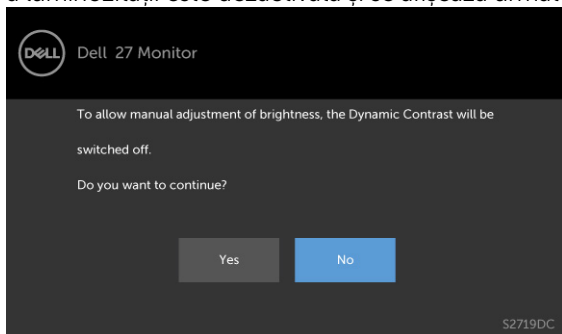 DELL Dell 27 Monitor
To allow manual adjustment of brightness, the Dynamic Contrast will be
switched off.
Do you want to continue?
Yes No
S2719DC